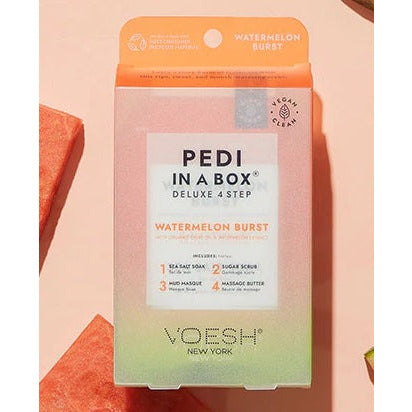 WATERMELON
BURST
VEGAN
CLEAN
PEDI
IN A BOX®
DELUXE 4 STEP
WATERMELON BURST
INCLUDES:
1 SEA SALT SOAK
2 SUGAR SCRUB
3 MUD MASQUE
4 MASSAGE BUTTER
VOESH®
NEW YORK